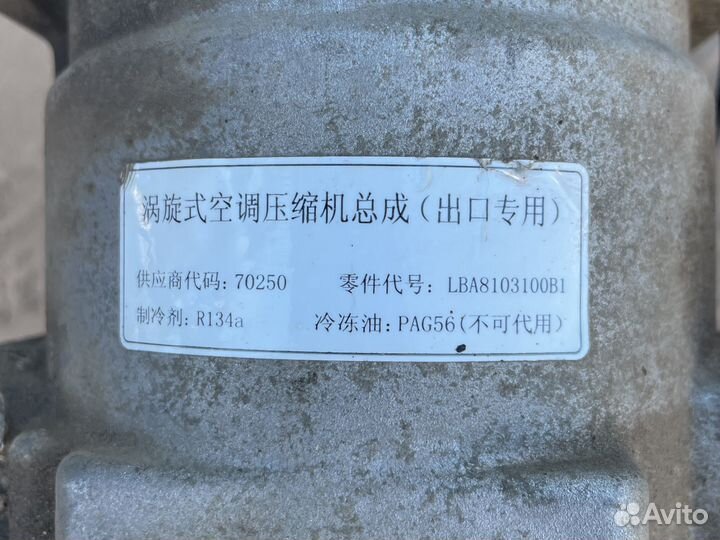 涡旋式空调压缩机总成(出口专用)
供应商代码: 70250 零件代号: LBA8103100B1
制冷剂: R134a 冷冻油: PAG56(不可代用)
Avito